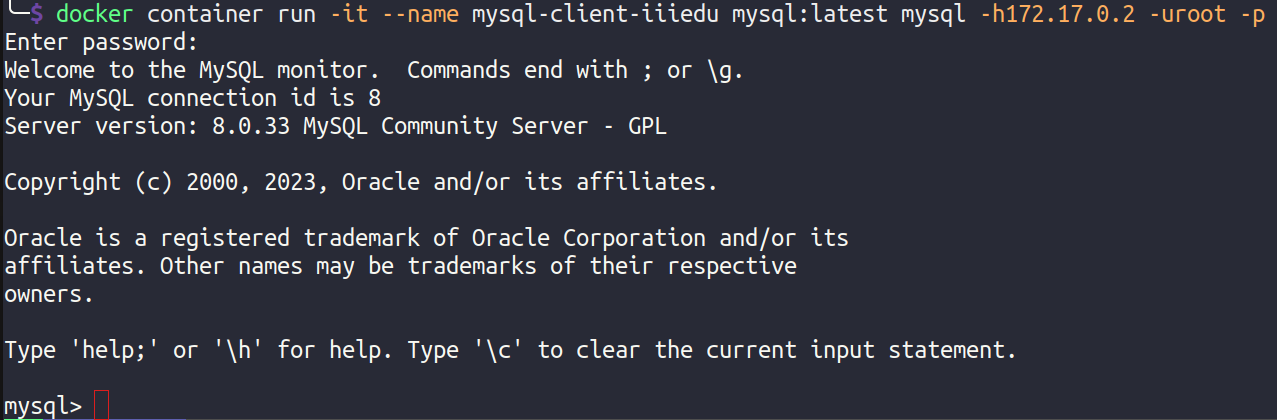 └─$ docker container run -it --name mysql-client-iiiedu mysql:latest mysql -h172.17.0.2 -uroot -p
Enter password:
Welcome to the MySQL monitor.  Commands end with ; or \g.
Your MySQL connection id is 8
Server version: 8.0.33 MySQL Community Server - GPL

Copyright (c) 2000, 2023, Oracle and/or its affiliates.

Oracle is a registered trademark of Oracle Corporation and/or its
affiliates. Other names may be trademarks of their respective
owners.

Type 'help;' or '\h' for help. Type '\c' to clear the current input statement.

mysql>